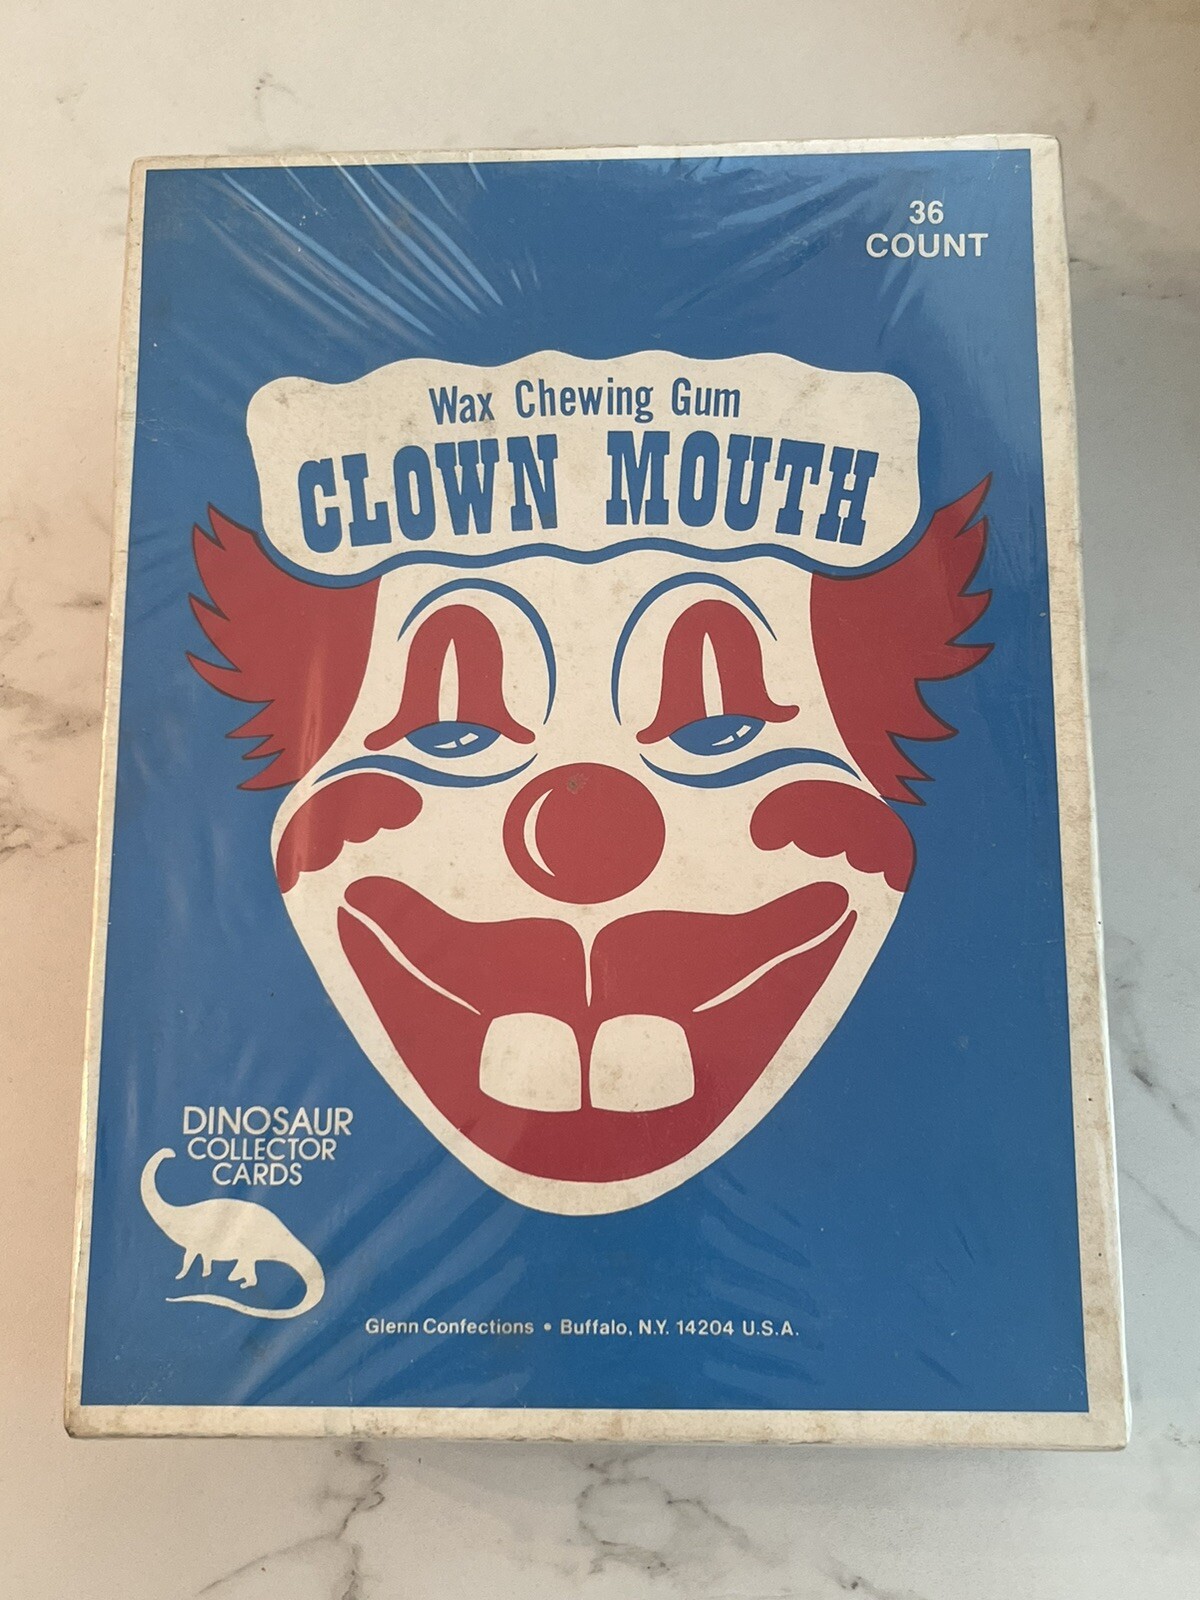 36
COUNT
Wax Chewing Gum
CLOWN MOUTH
DINOSAUR
COLLECTOR
CARDS
Glenn Confections • Buffalo, N.Y. 14204 U.S.A.